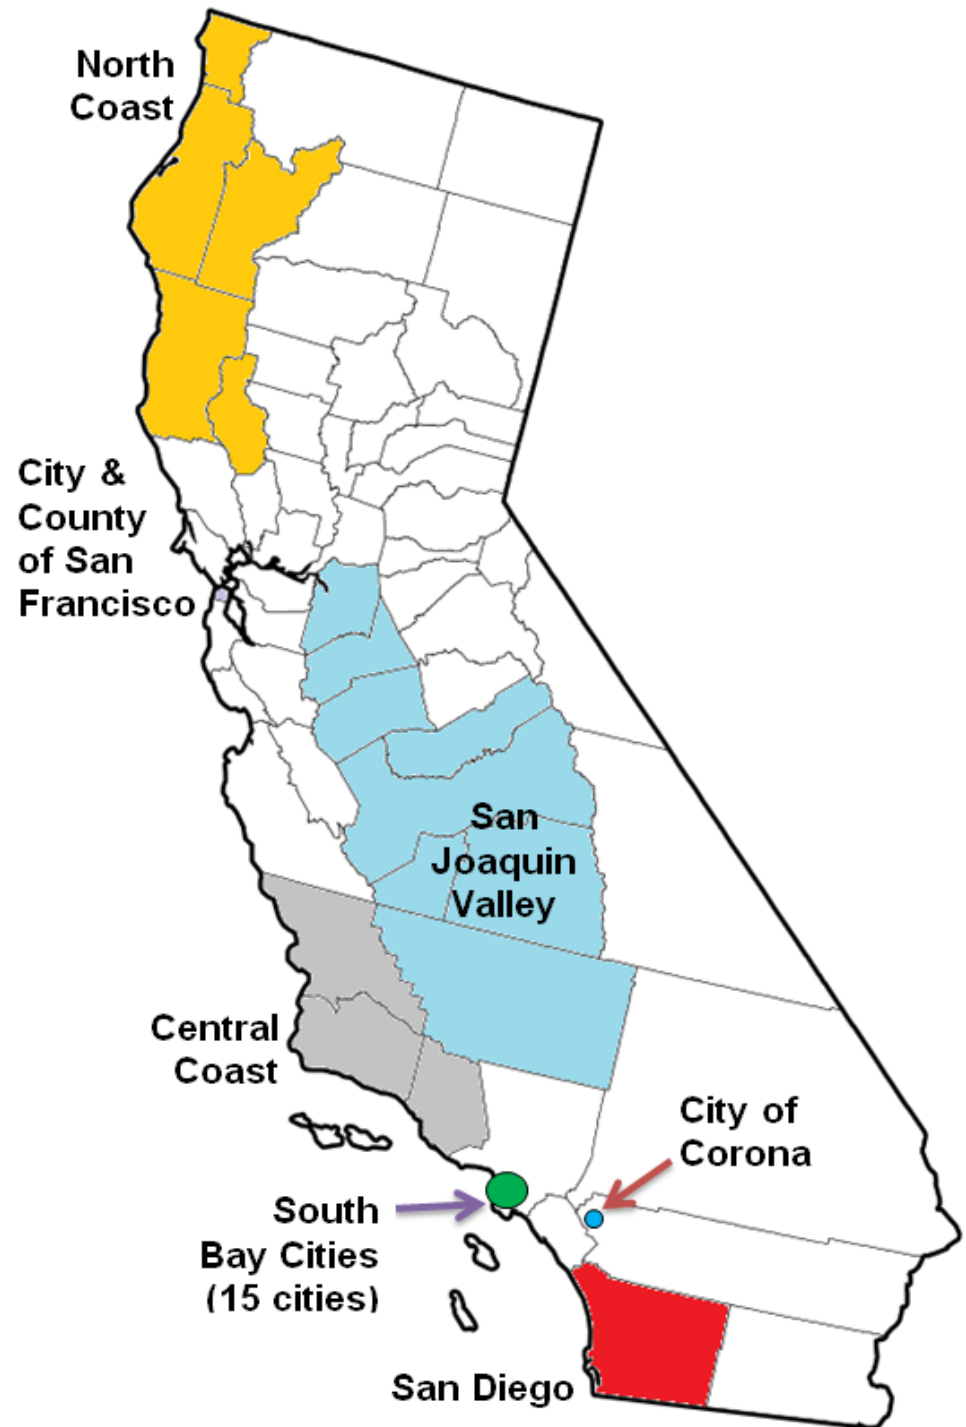 North
Coast
City &
County
of San
Francisco
San
Joaquin
Valley
Central
Coast
City of
Corona
South
Bay Cities
(15 cities)
San Diego